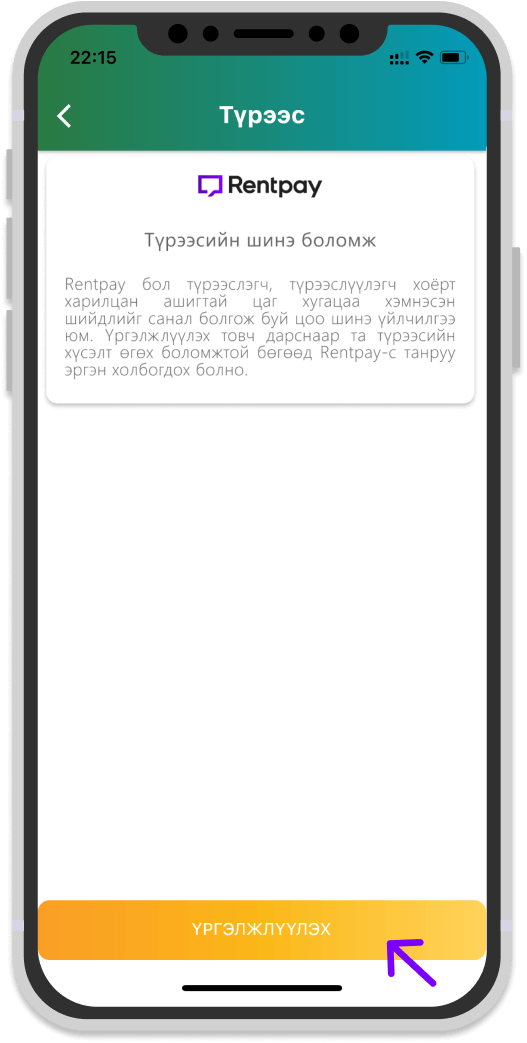 22:15
Түрээс
Rentpay
Түрээсийн шинэ боломж
Rentpay бол түрээслэгч, түрээслүүлэгч хоёрт
харилцан ашигтай цаг хугацаа хэмнэсэн
шийдлийг санал болгож буй цоо шинэ үйлчилгээ
юм. Үргэлжлүүлэх товч дарснаар та түрээсийн
хүсэлт өгөх боломжтой бөгөөд Rentpay-с танруу
эргэн холбогдох болно.
ҮРГЭЛЖЛҮҮЛЭХ